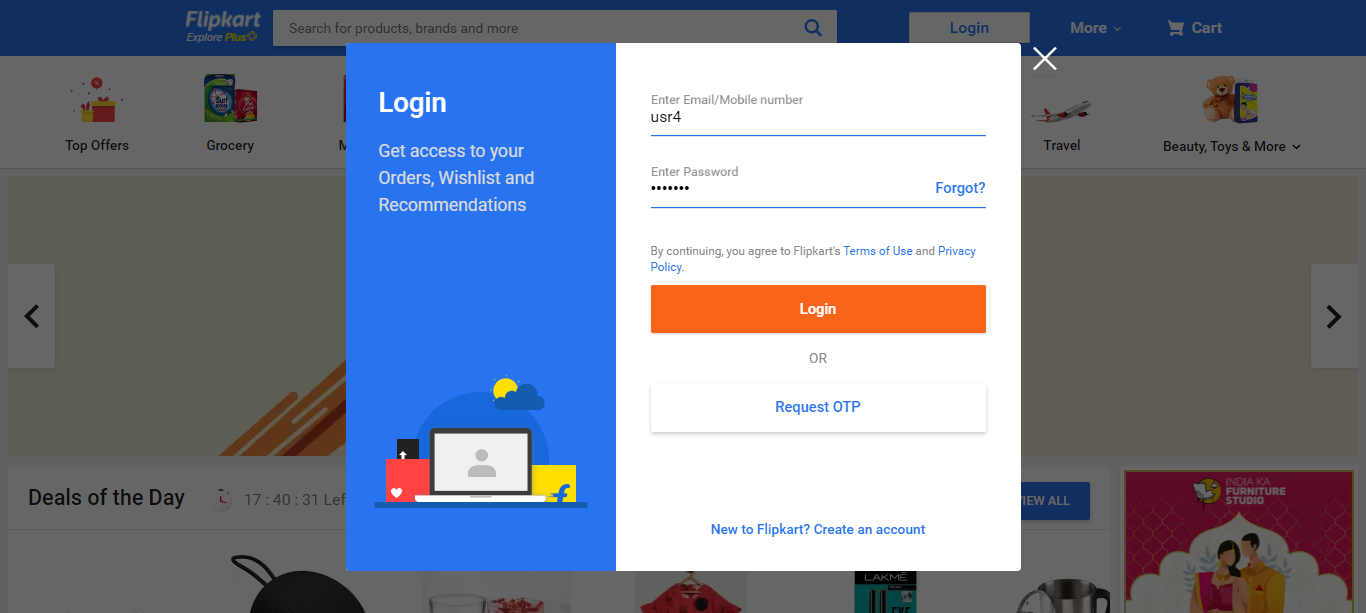 Flipkart
Explore Plus
Search for products, brands and more
Login
More
Cart
Top Offers
Grocery
M
Travel
Beauty, Toys & More
Login
Get access to your
Orders, Wishlist and
Recommendations
Enter Email/Mobile number
usr4
Enter Password
•••••••
Forgot?
By continuing, you agree to Flipkart's Terms of Use and Privacy
Policy.
Login
OR
Request OTP
New to Flipkart? Create an account
Deals of the Day
17 : 40 : 31 Lef
VIEW ALL
INDIA KA
FURNITURE
STUDIO
LAKMÉ
EYE